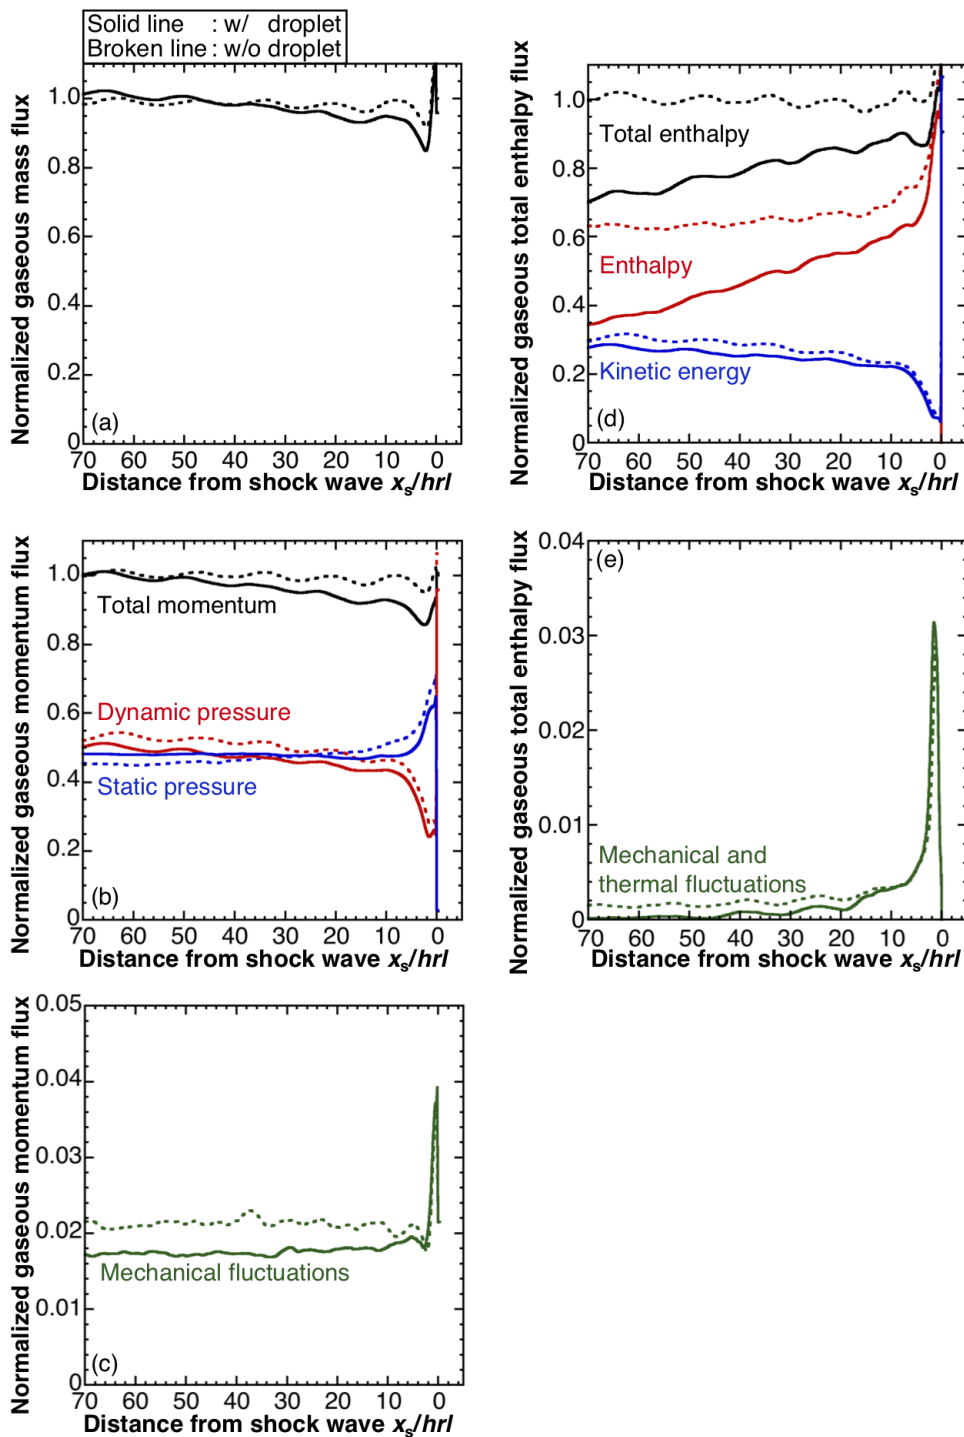 Solid line : w/ droplet
Broken line : w/o droplet
Normalized gaseous mass flux
1.0
0.8
0.6
0.4
0.2
0
(a)
70 60 50 40 30 20 10 0
Distance from shock wave xs/hrl
Normalized gaseous total enthalpy flux
1.0
0.8
0.6
0.4
0.2
0
Total enthalpy
Enthalpy
Kinetic energy
(d)
70 60 50 40 30 20 10 0
Distance from shock wave xs/hrl
Normalized gaseous momentum flux
1.0
0.8
0.6
0.4
0.2
0
Total momentum
Dynamic pressure
Static pressure
(b)
70 60 50 40 30 20 10 0
Distance from shock wave xs/hrl
Normalized gaseous total enthalpy flux
0.04
0.03
0.02
0.01
0
(e)
Mechanical and
thermal fluctuations
70 60 50 40 30 20 10 0
Distance from shock wave xs/hrl
Normalized gaseous momentum flux
0.05
0.04
0.03
0.02
0.01
0
Mechanical fluctuations
(c)
70 60 50 40 30 20 10 0
Distance from shock wave xs/hrl